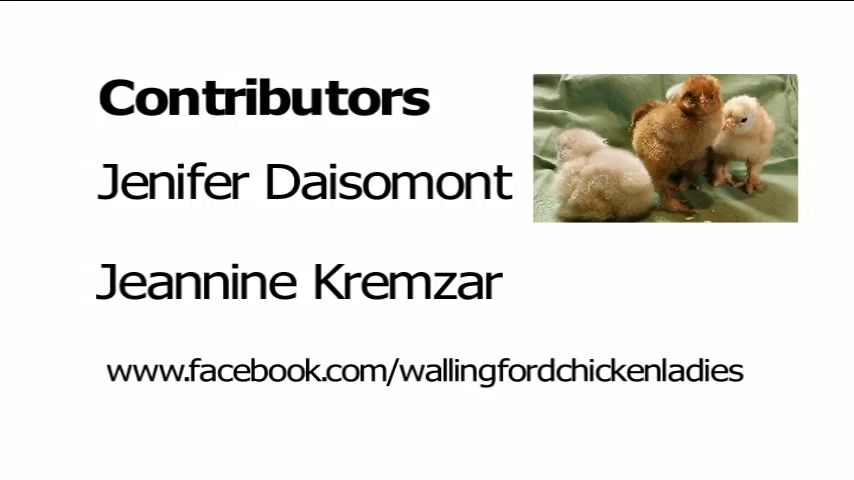 Contributors
Jenifer Daisomont
Jeannine Kremzar
www.facebook.com/wallingfordchickenladies